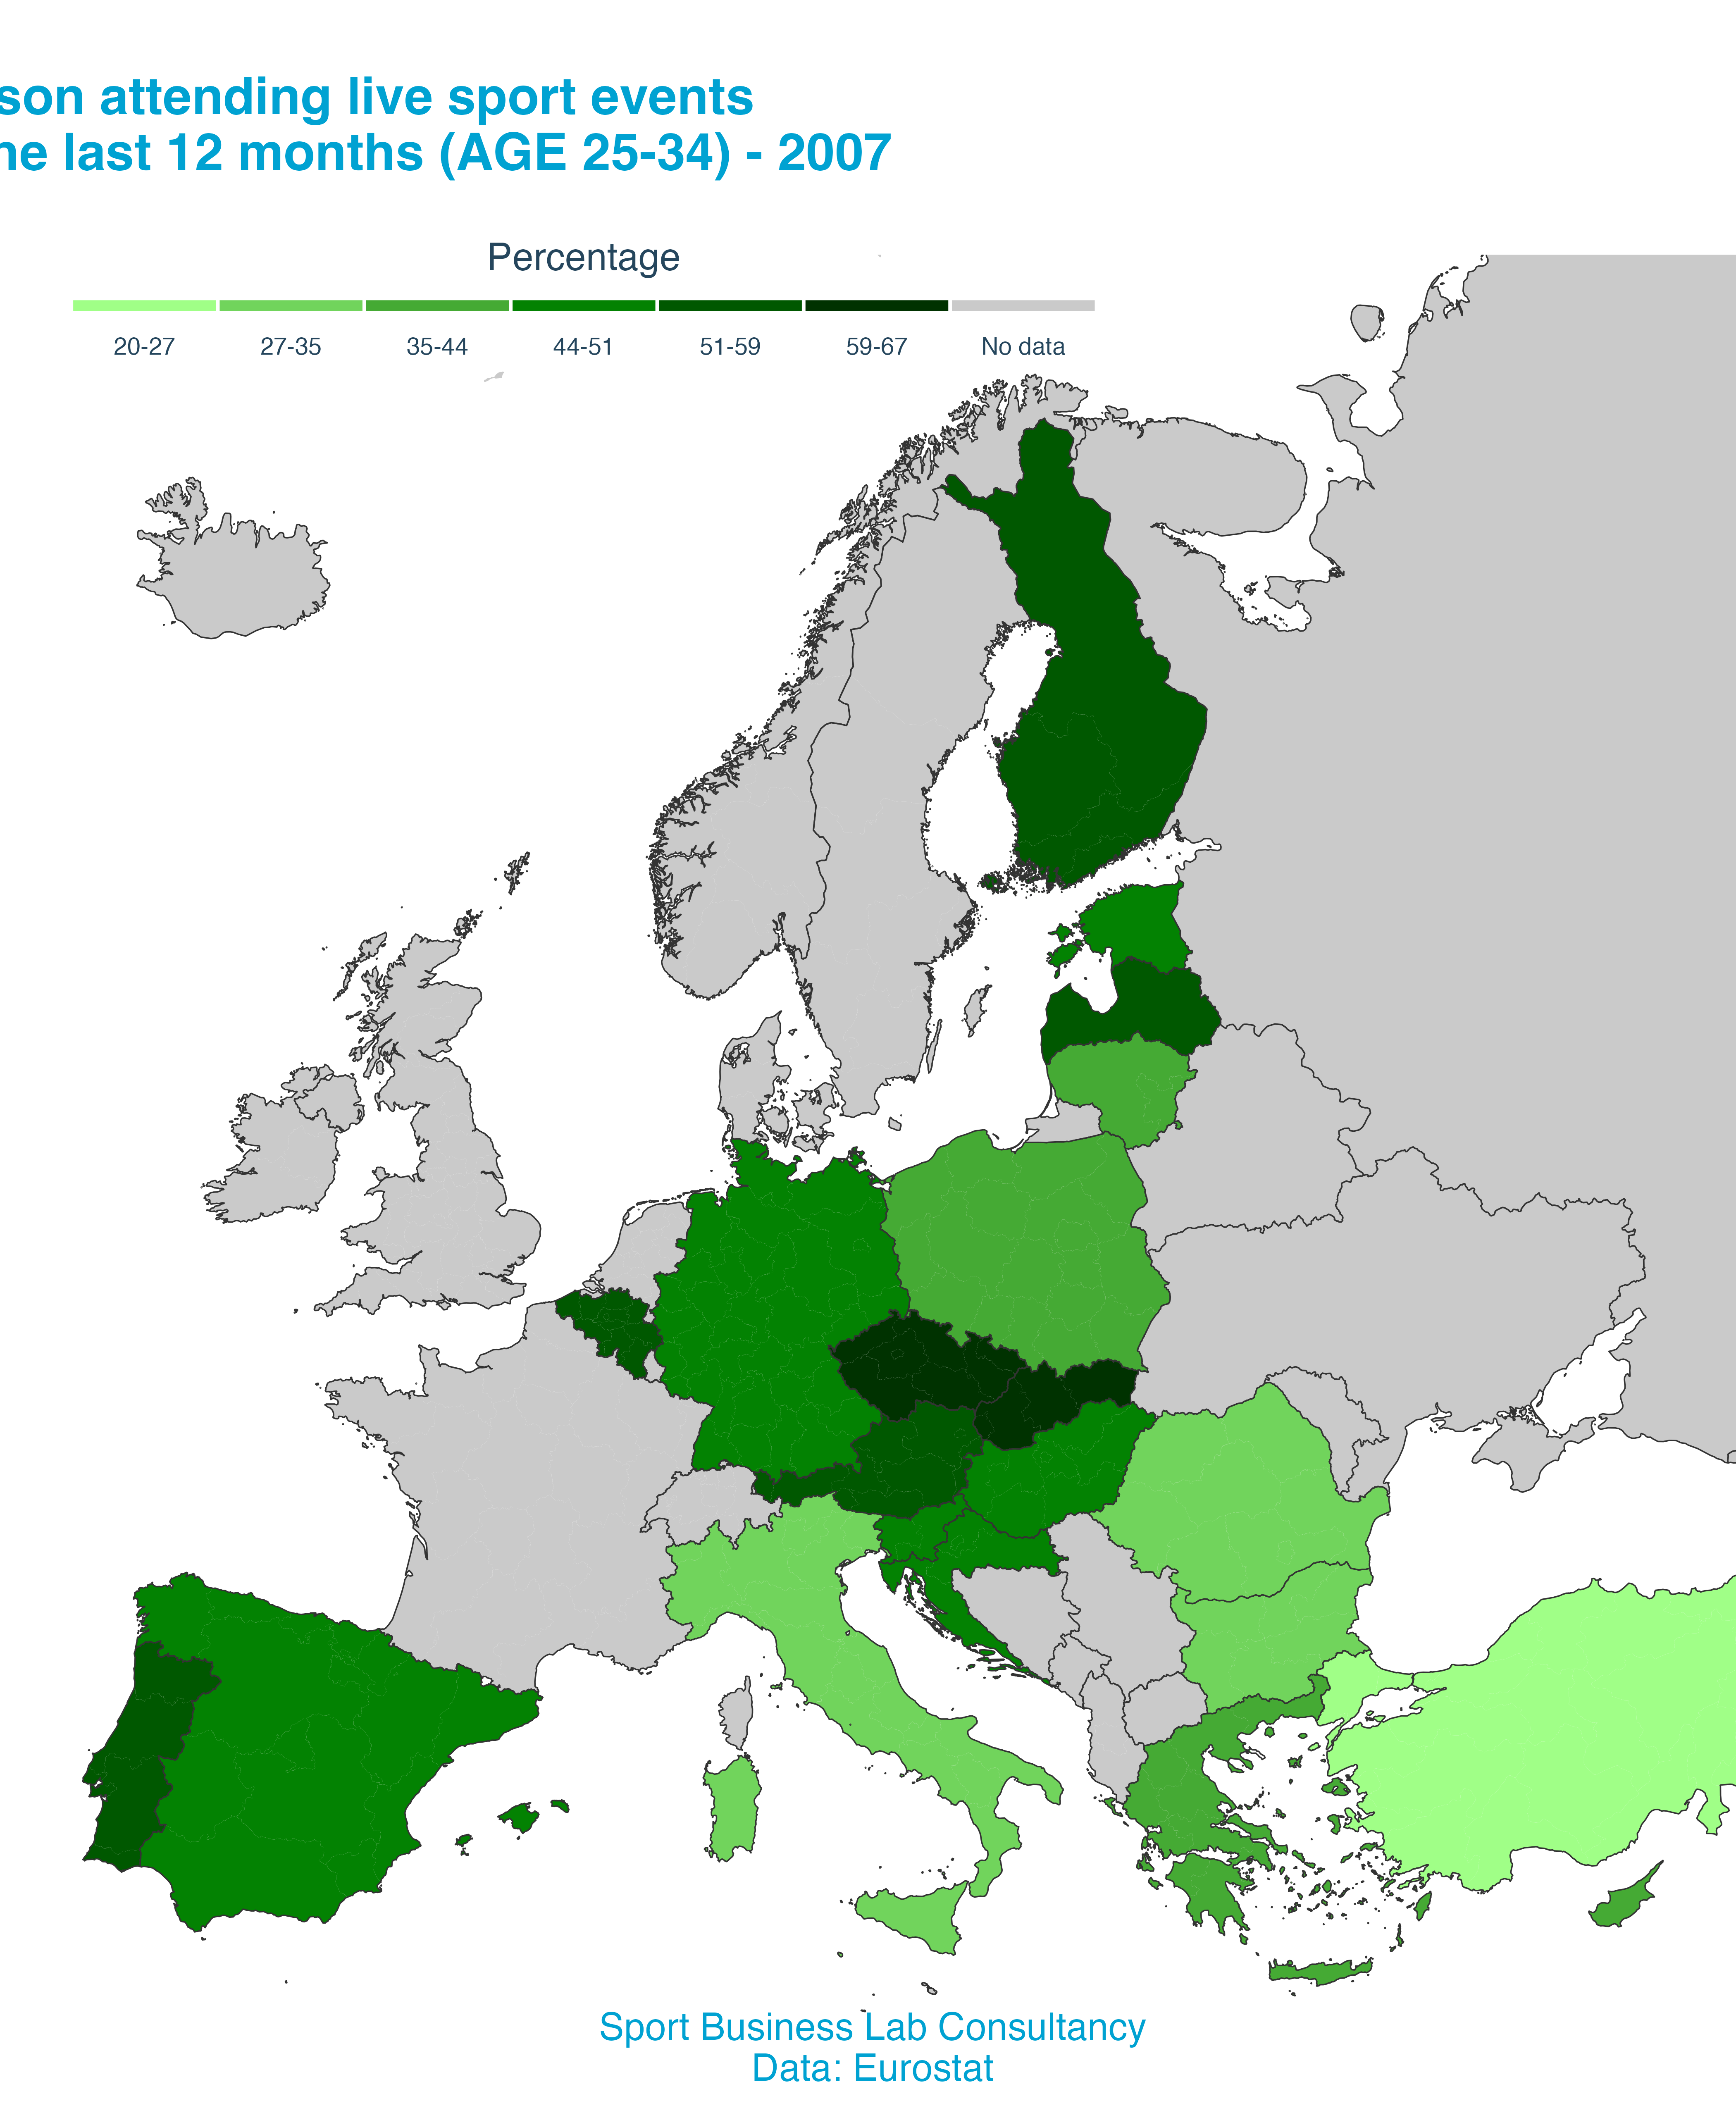 son attending live sport events
he last 12 months (AGE 25-34) - 2007
Percentage
20-27 27-35 35-44 44-51 51-59 59-67 No data
Sport Business Lab Consultancy
Data: Eurostat